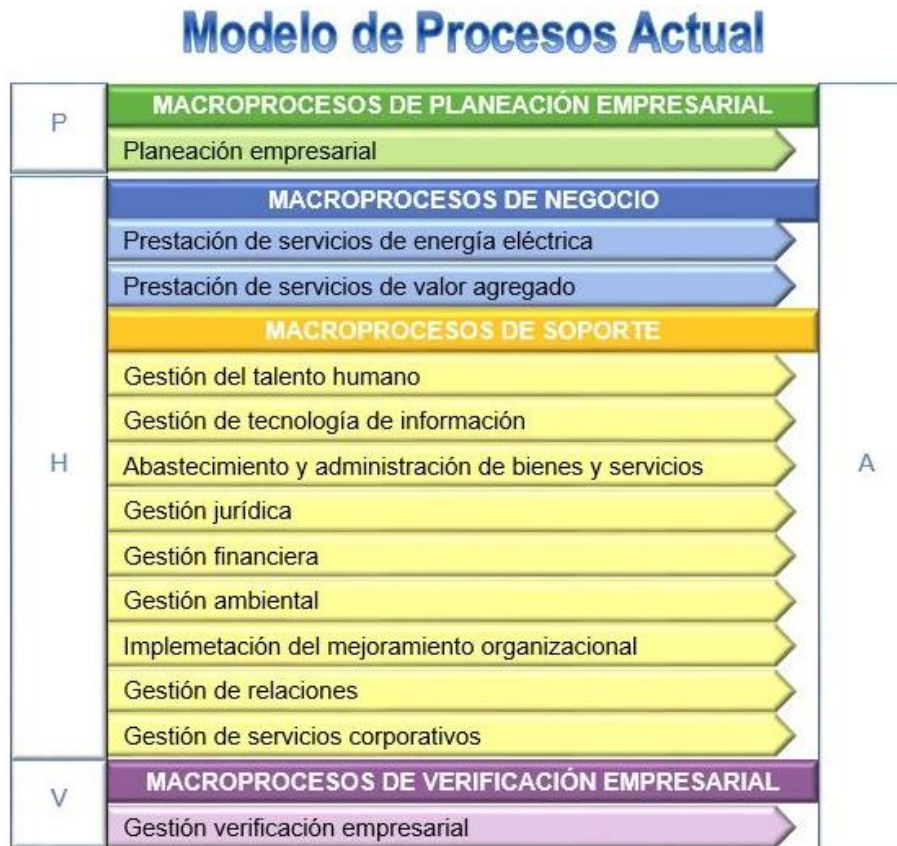 Modelo de Procesos Actual
P
MACROPROCESOS DE PLANEACIÓN EMPRESARIAL
Planeación empresarial
H
MACROPROCESOS DE NEGOCIO
Prestación de servicios de energía eléctrica
Prestación de servicios de valor agregado
MACROPROCESOS DE SOPORTE
Gestión del talento humano
Gestión de tecnología de información
Abastecimiento y administración de bienes y servicios
Gestión jurídica
Gestión financiera
Gestión ambiental
Implemetación del mejoramiento organizacional
Gestión de relaciones
Gestión de servicios corporativos
V
MACROPROCESOS DE VERIFICACIÓN EMPRESARIAL
Gestión verificación empresarial
A